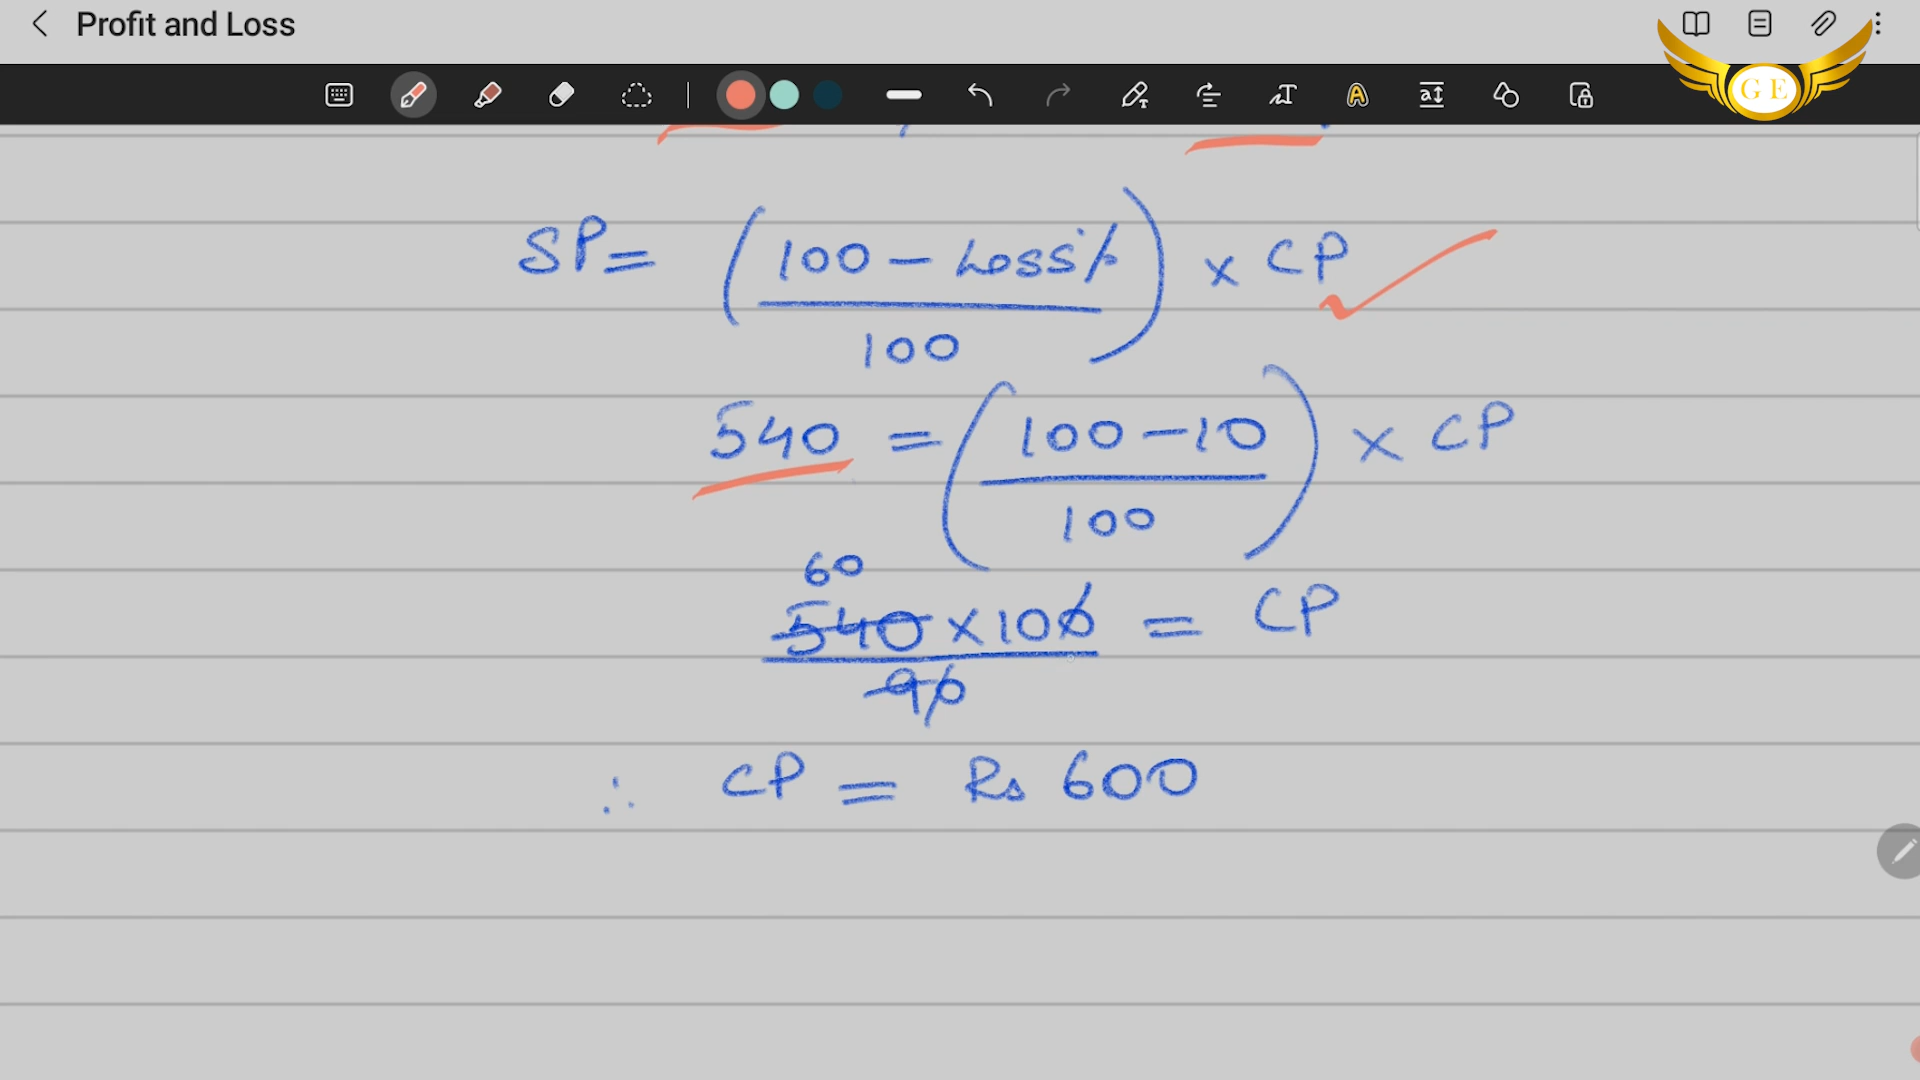 Profit and Loss
G E
SP = (100 - Loss% / 100) × CP
540 = (100 - 10 / 100) × CP
60
540 × 100 / 90 = CP
∴ CP = Rs 600